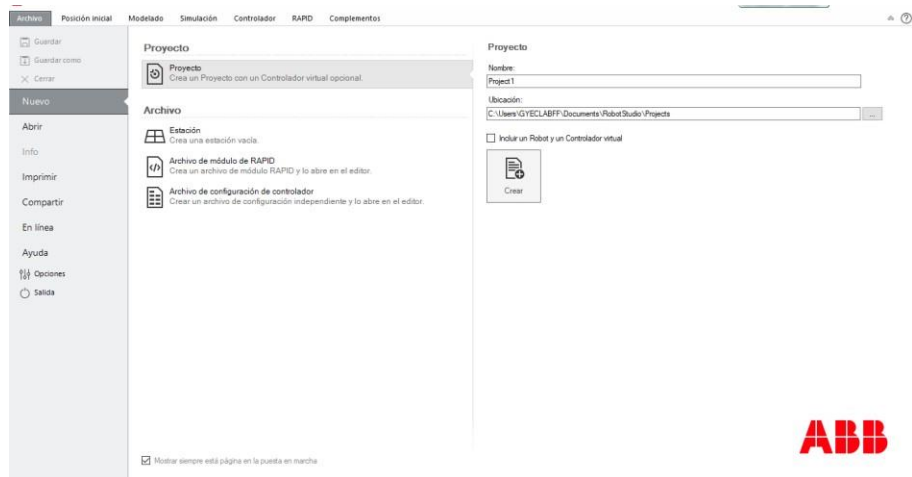 Archivo Posición inicial Modelado Simulación Controlador RAPID Complementos
Guardar
Guardar como
Cerrar
Nuevo
Abrir
Info
Imprimir
Compartir
En línea
Ayuda
Opciones
Salida
Proyecto
Proyecto
Crea un Proyecto con un Controlador virtual opcional.
Archivo
Estación
Crea una estación vacía.
Archivo de módulo de RAPID
Crea un archivo de módulo RAPID y lo abre en el editor.
Archivo de configuración de controlador
Crear un archivo de configuración independiente y lo abre en el editor.
Mostrar siempre está página en la puesta en marcha
Proyecto
Nombre:
Project1
Ubicación:
C:\Users\GYECLABFF\Documents\RobotStudio\Projects
...
Incluir un Robot y un Controlador virtual
Crear
ABB